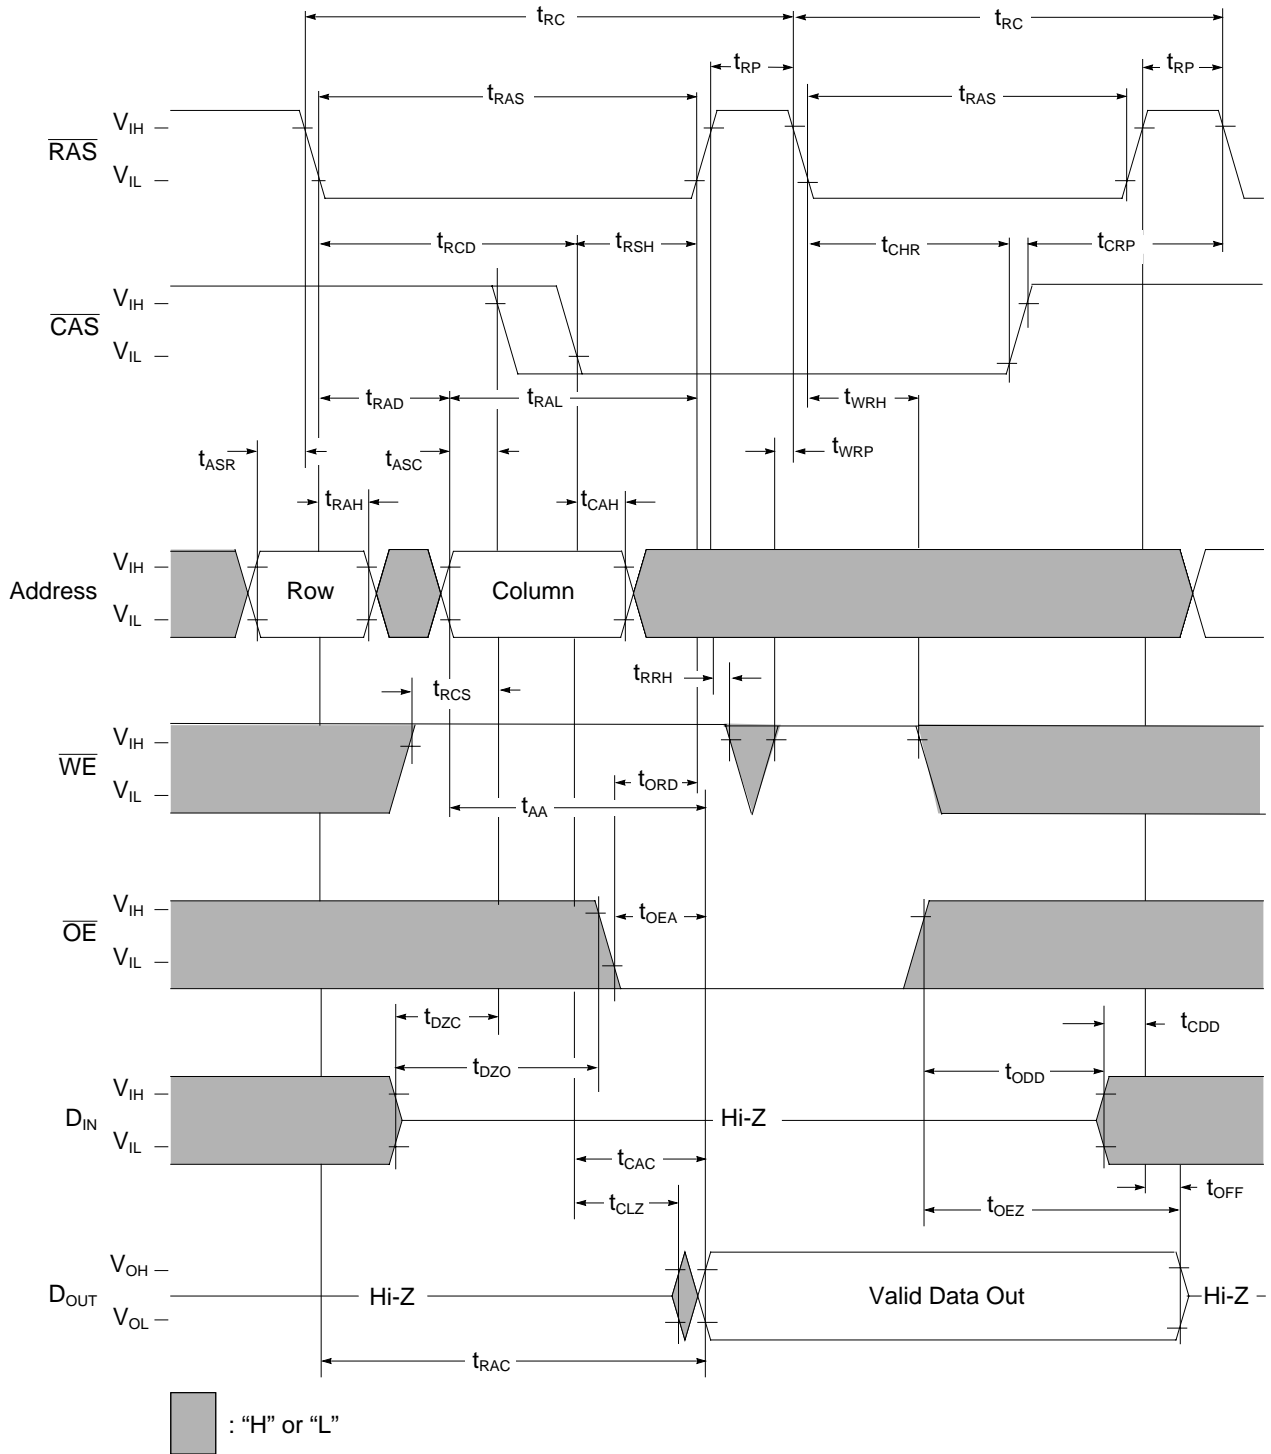 tRC tRC
tRP tRP
tRAS tRAS
RAS VIH
VIL
tRCD tRSH tCHR tCRP
CAS VIH
VIL
tRAD tRAL tWRH
tASR tASC tWRP
tRAH tCAH
Address VIH
VIL
Row Column
tRRH
tRCS
WE VIH
VIL
tORD
tAA
OE VIH
VIL
tOEA
tDZC tCDD
tDZO tODD
DIN VIH
VIL
Hi-Z
tCAC
tCLZ tOEZ tOFF
DOUT VOH
VOL
Hi-Z Valid Data Out Hi-Z
tRAC
: “H” or “L”